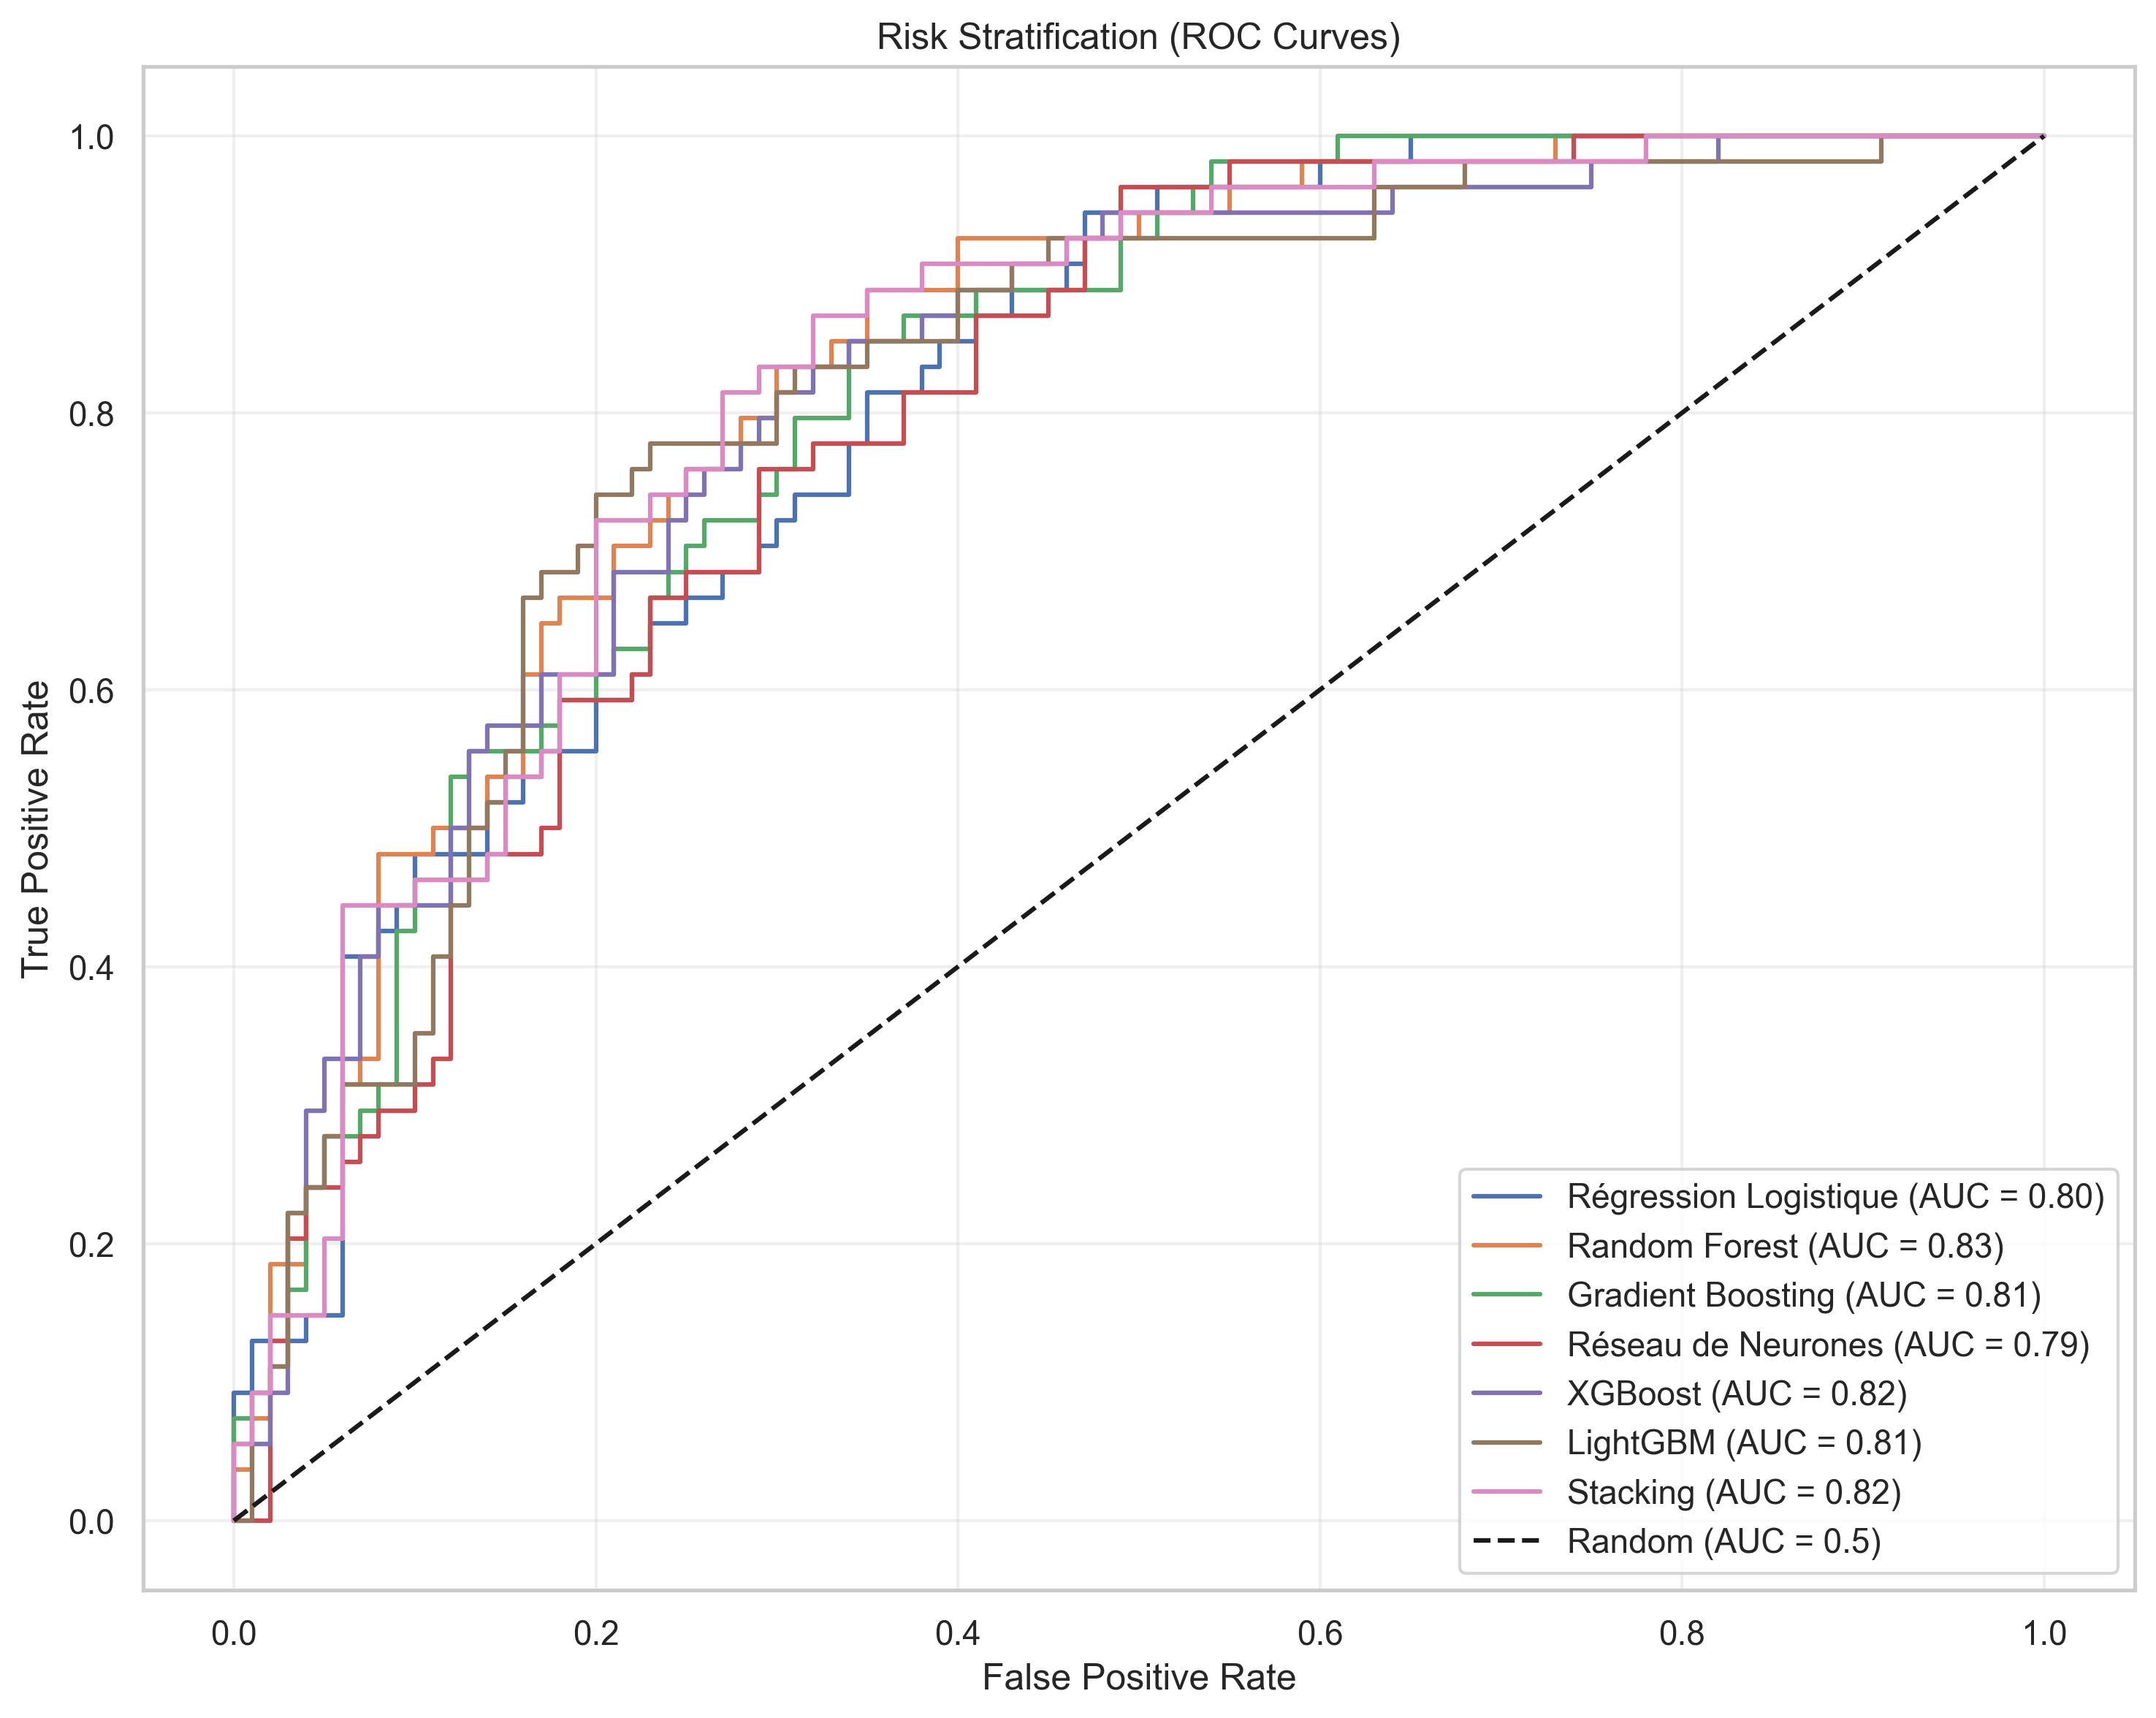 Risk Stratification (ROC Curves)
True Positive Rate
1.0
0.8
0.6
0.4
0.2
0.0
Régression Logistique (AUC = 0.80)
Random Forest (AUC = 0.83)
Gradient Boosting (AUC = 0.81)
Réseau de Neurones (AUC = 0.79)
XGBoost (AUC = 0.82)
LightGBM (AUC = 0.81)
Stacking (AUC = 0.82)
Random (AUC = 0.5)
0.0 0.2 0.4 0.6 0.8 1.0
False Positive Rate